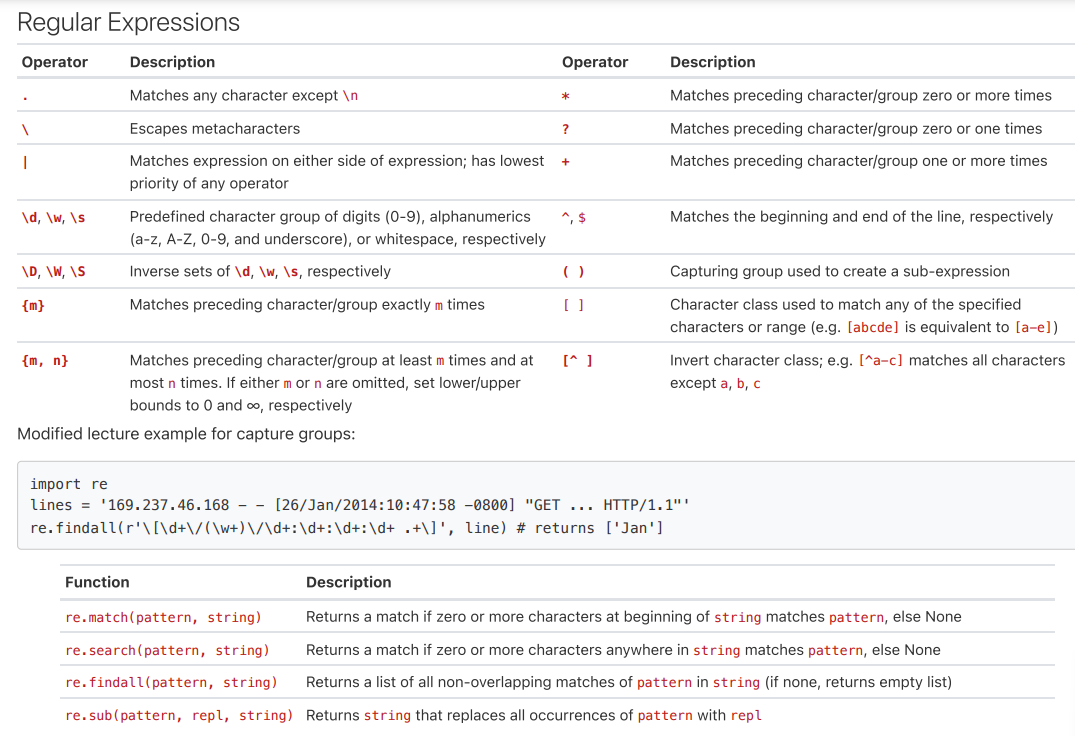 Regular Expressions
Operator Description Operator Description
. Matches any character except \n * Matches preceding character/group zero or more times
\ Escapes metacharacters ? Matches preceding character/group zero or one times
| Matches expression on either side of expression; has lowest + Matches preceding character/group one or more times
priority of any operator
\d, \w, \s Predefined character group of digits (0-9), alphanumerics ^, $ Matches the beginning and end of the line, respectively
(a-z, A-Z, 0-9, and underscore), or whitespace, respectively
\D, \W, \S Inverse sets of \d, \w, \s, respectively ( ) Capturing group used to create a sub-expression
{m} Matches preceding character/group exactly m times [ ] Character class used to match any of the specified
characters or range (e.g. [abcde] is equivalent to [a-e])
{m, n} Matches preceding character/group at least m times and at [^ ] Invert character class; e.g. [^a-c] matches all characters
most n times. If either m or n are omitted, set lower/upper except a, b, c
bounds to 0 and ∞, respectively
Modified lecture example for capture groups:
import re
lines = '169.237.46.168 - - [26/Jan/2014:10:47:58 -0800] "GET ... HTTP/1.1"'
re.findall(r'\[\d+\/(\w+)\/\d+:\d+:\d+:\d+ .+\]', line) # returns ['Jan']
Function Description
re.match(pattern, string) Returns a match if zero or more characters at beginning of string matches pattern, else None
re.search(pattern, string) Returns a match if zero or more characters anywhere in string matches pattern, else None
re.findall(pattern, string) Returns a list of all non-overlapping matches of pattern in string (if none, returns empty list)
re.sub(pattern, repl, string) Returns string that replaces all occurrences of pattern with repl